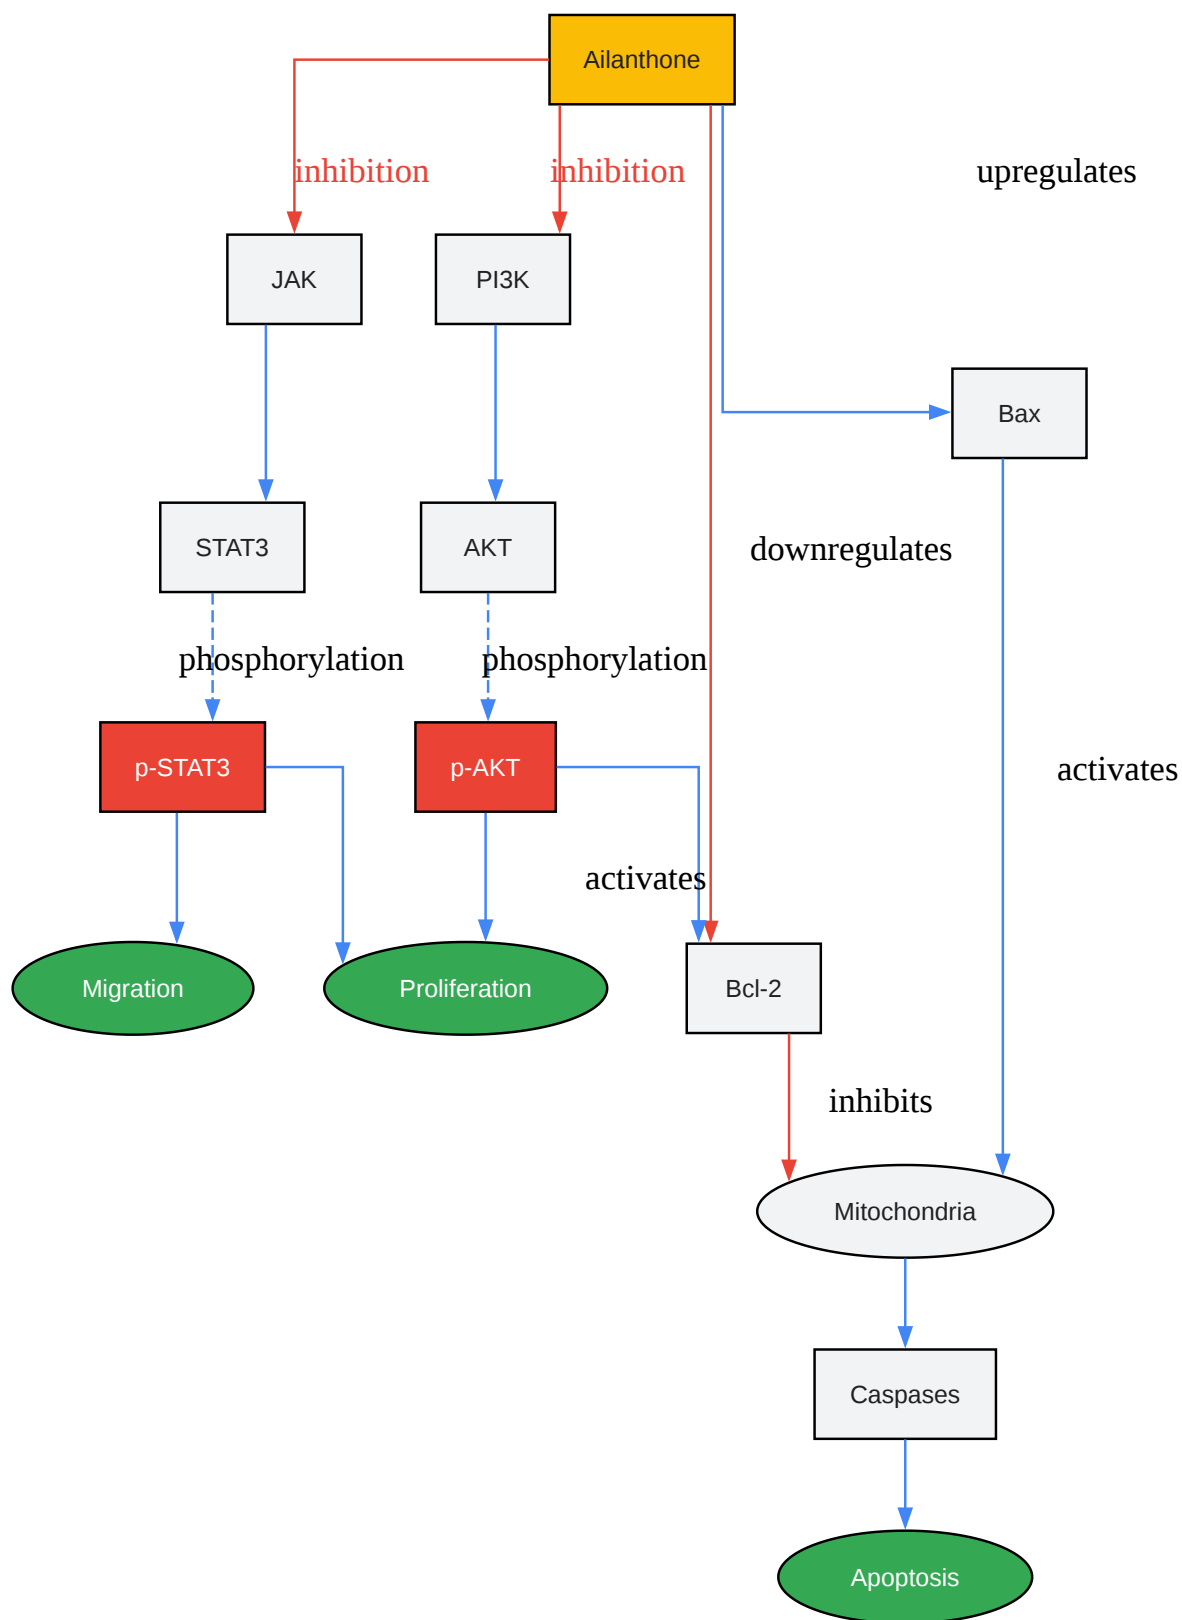 Ailanthone
inhibition
inhibition
upregulates
JAK
PI3K
Bax
STAT3
AKT
downregulates
phosphorylation
phosphorylation
p-STAT3
p-AKT
activates
activates
Migration
Proliferation
Bcl-2
inhibits
Mitochondria
Caspases
Apoptosis